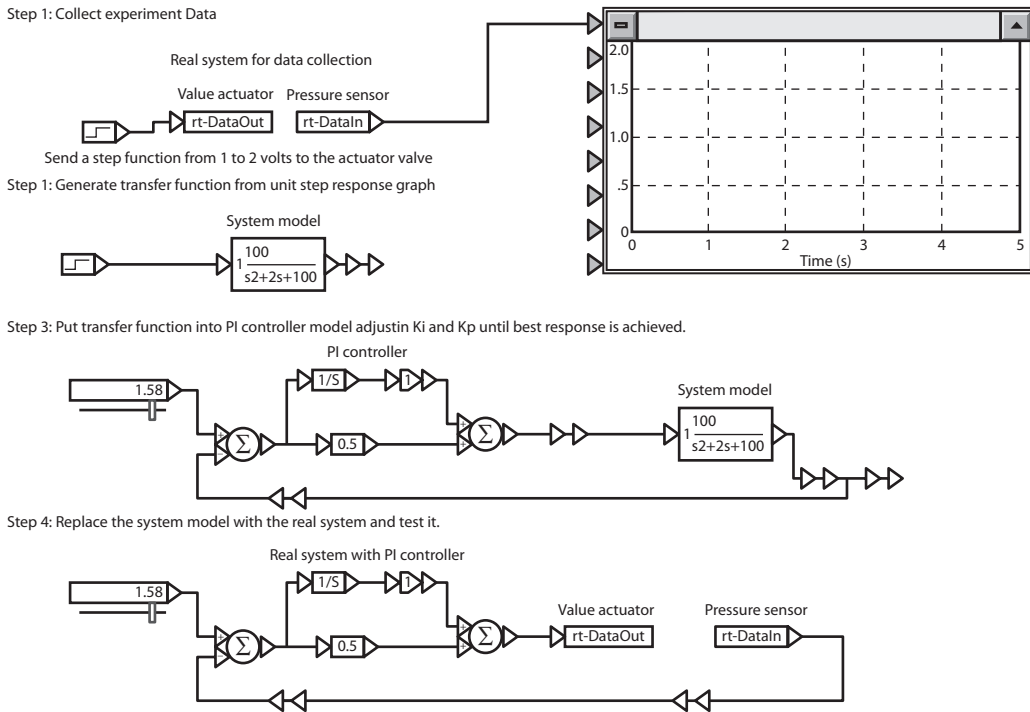 Step 1: Collect experiment Data
Real system for data collection
Value actuator
Pressure sensor
rt-DataOut
rt-DataIn
Send a step function from 1 to 2 volts to the actuator valve
2.0
1.5
1.0
.5
0
0 1 2 3 4 5
Time (s)
Step 1: Generate transfer function from unit step response graph
System model
1 100
s2+2s+100
Step 3: Put transfer function into PI controller model adjustin Ki and Kp until best response is achieved.
PI controller
1.58
1/S
1
+
−
Σ
0.5
+
+
Σ
System model
1 100
s2+2s+100
Step 4: Replace the system model with the real system and test it.
Real system with PI controller
1.58
1/S
1
+
−
Σ
0.5
+
+
Σ
Value actuator
rt-DataOut
Pressure sensor
rt-DataIn